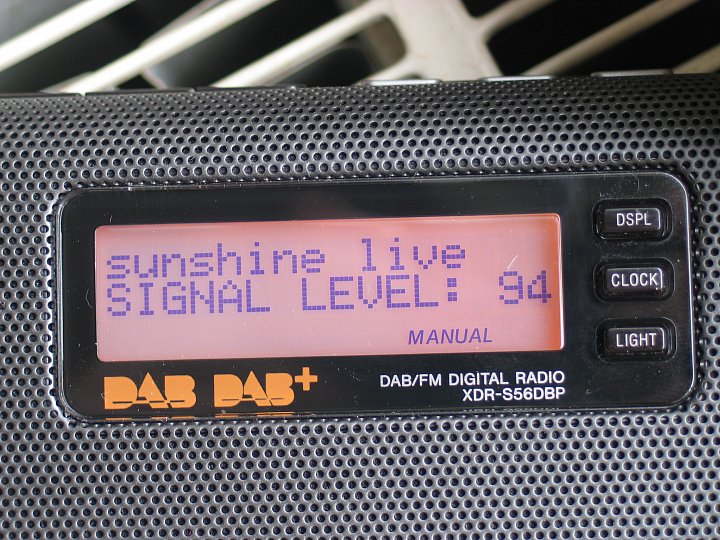 sunshine live
SIGNAL LEVEL: 94
MANUAL
DAB DAB+
DAB/FM DIGITAL RADIO
XDR-S56DBP
DSPL
CLOCK
LIGHT